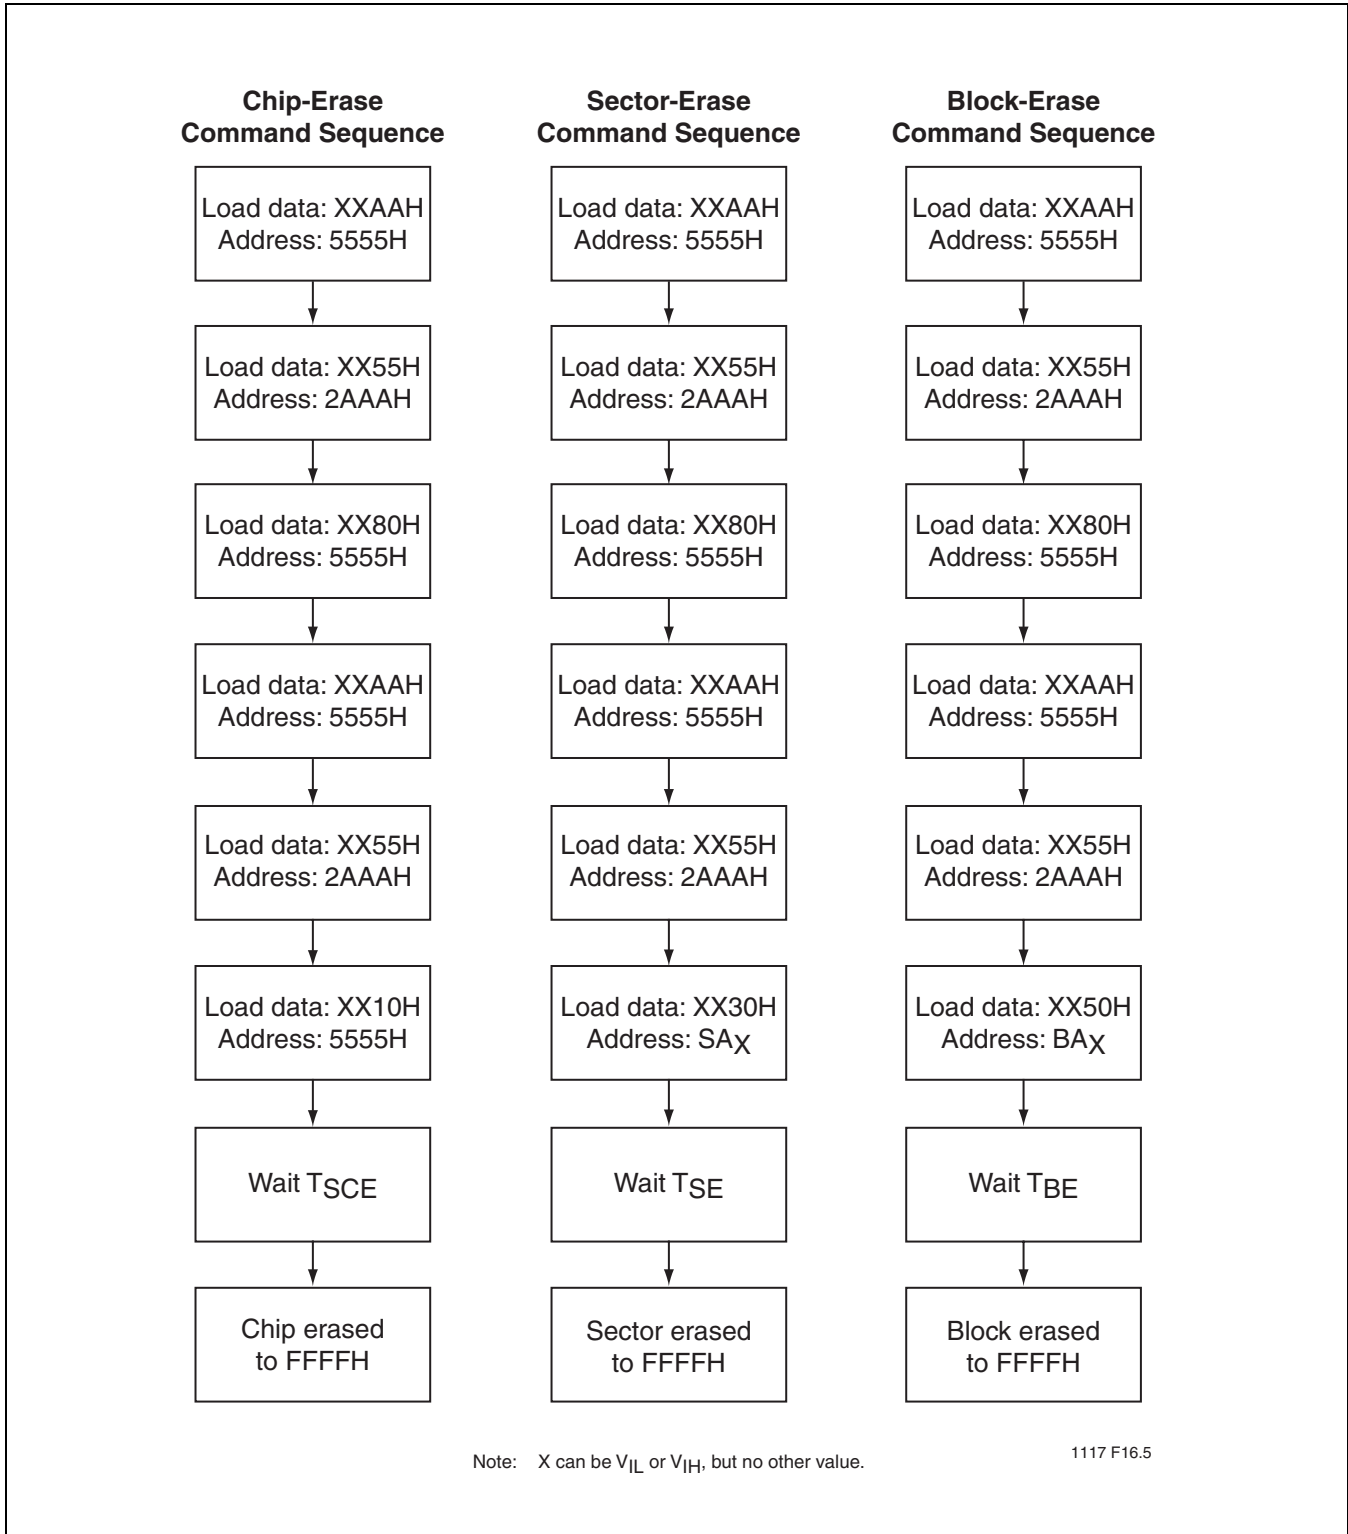 Chip-Erase
Command Sequence
Load data: XXAAH
Address: 5555H
Load data: XX55H
Address: 2AAAH
Load data: XX80H
Address: 5555H
Load data: XXAAH
Address: 5555H
Load data: XX55H
Address: 2AAAH
Load data: XX10H
Address: 5555H
Wait TSCE
Chip erased
to FFFFH
Sector-Erase
Command Sequence
Load data: XXAAH
Address: 5555H
Load data: XX55H
Address: 2AAAH
Load data: XX80H
Address: 5555H
Load data: XXAAH
Address: 5555H
Load data: XX55H
Address: 2AAAH
Load data: XX30H
Address: SAX
Wait TSE
Sector erased
to FFFFH
Block-Erase
Command Sequence
Load data: XXAAH
Address: 5555H
Load data: XX55H
Address: 2AAAH
Load data: XX80H
Address: 5555H
Load data: XXAAH
Address: 5555H
Load data: XX55H
Address: 2AAAH
Load data: XX50H
Address: BAX
Wait TBE
Block erased
to FFFFH
Note: X can be VIL or VIH, but no other value.
1117 F16.5